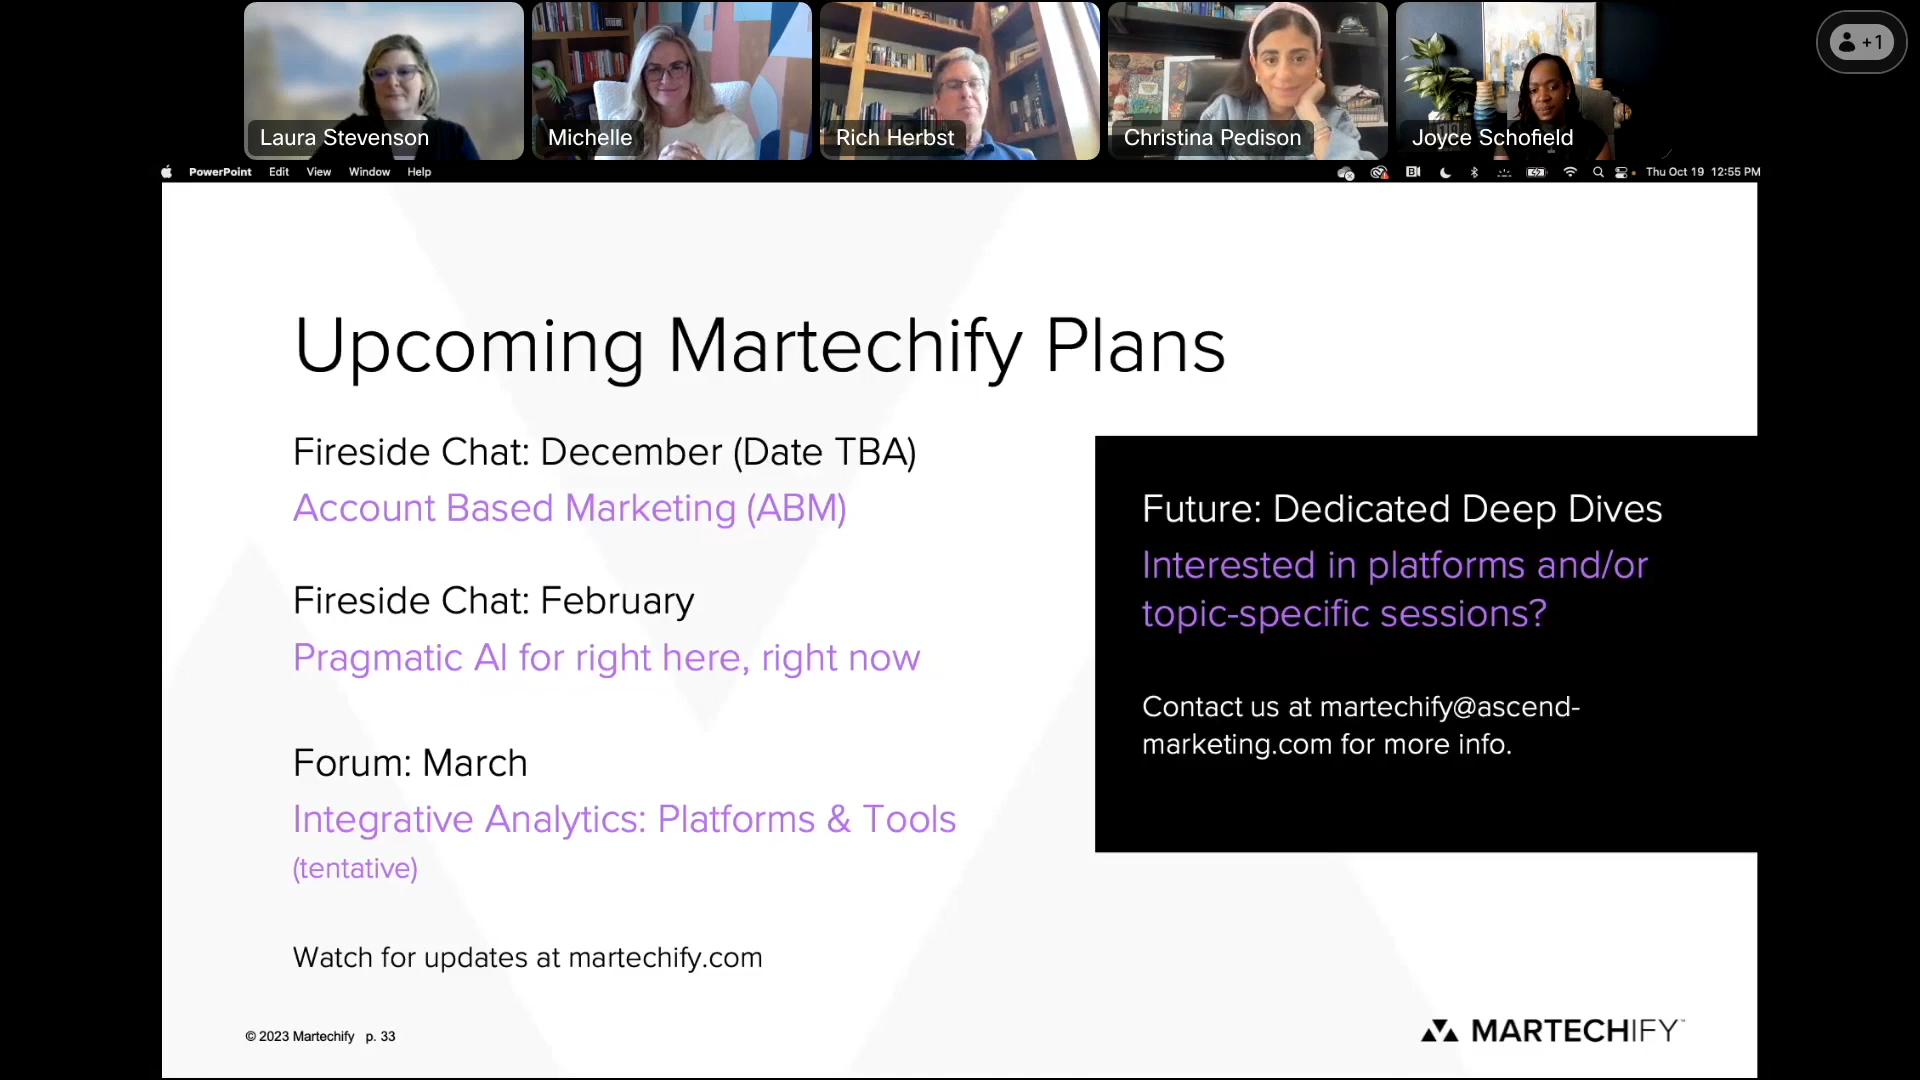 Laura Stevenson
Michelle
Rich Herbst
Christina Pedison
Joyce Schofield
+1
PowerPoint Edit View Window Help
Thu Oct 19 12:55 PM
Upcoming Martechify Plans
Fireside Chat: December (Date TBA)
Account Based Marketing (ABM)
Fireside Chat: February
Pragmatic AI for right here, right now
Forum: March
Integrative Analytics: Platforms & Tools
(tentative)
Watch for updates at martechify.com
Future: Dedicated Deep Dives
Interested in platforms and/or
topic-specific sessions?
Contact us at martechify@ascend-
marketing.com for more info.
© 2023 Martechify p. 33
MARTECHIFY™